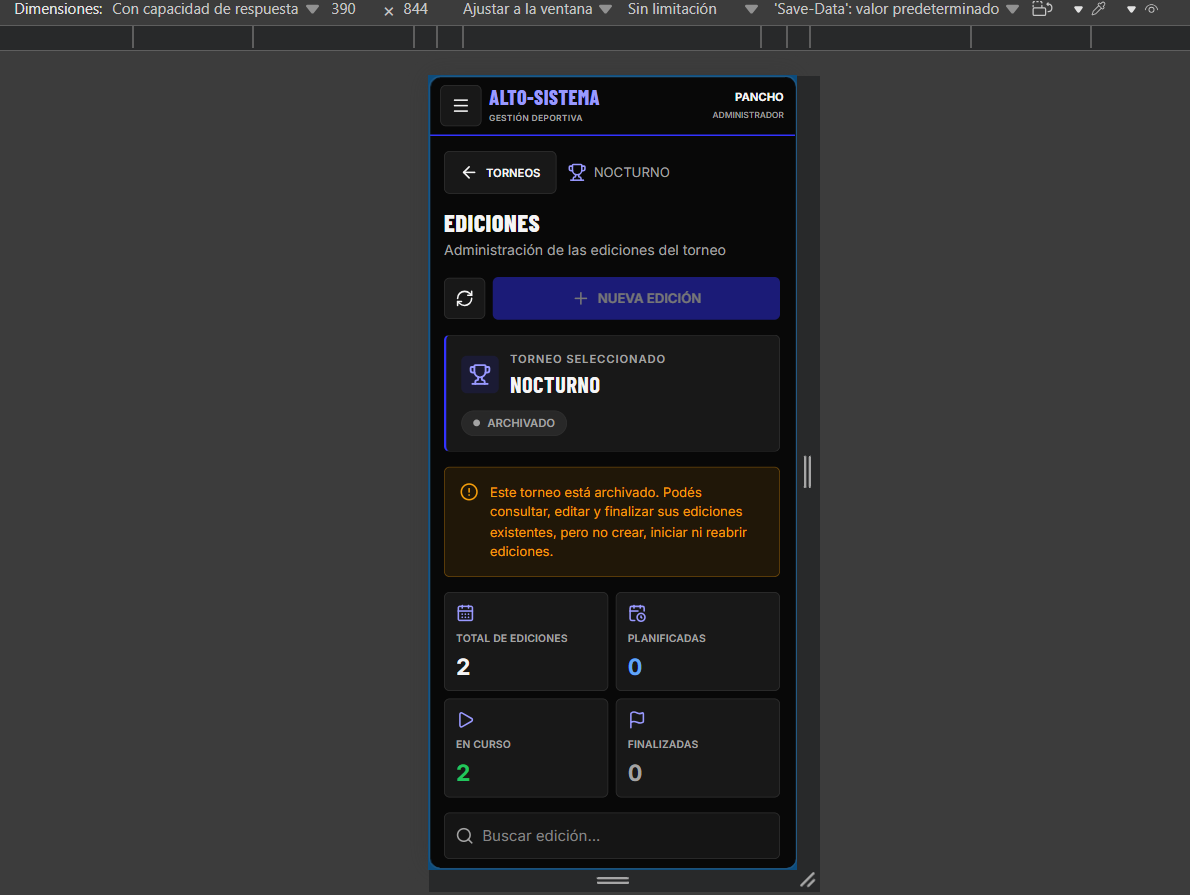 Dimensiones: Con capacidad de respuesta 390 × 844 Ajustar a la ventana Sin limitación 'Save-Data': valor predeterminado
ALTO-SISTEMA
GESTIÓN DEPORTIVA
PANCHO
ADMINISTRADOR
TORNEOS
NOCTURNO
EDICIONES
Administración de las ediciones del torneo
NUEVA EDICIÓN
TORNEO SELECCIONADO
NOCTURNO
ARCHIVADO
Este torneo está archivado. Podés
consultar, editar y finalizar sus ediciones
existentes, pero no crear, iniciar ni reabrir
ediciones.
TOTAL DE EDICIONES
2
PLANIFICADAS
0
EN CURSO
2
FINALIZADAS
0
Buscar edición...